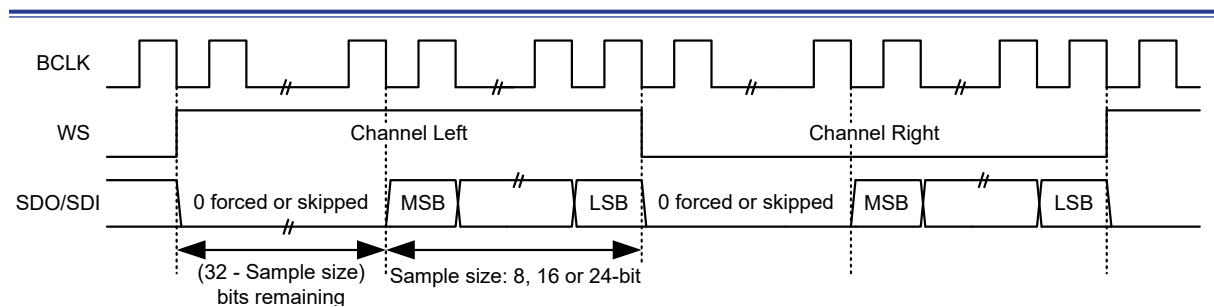 BCLK
WS
Channel Left
Channel Right
SDO/SDI
0 forced or skipped
MSB
LSB
0 forced or skipped
MSB
LSB
(32 - Sample size)
bits remaining
Sample size: 8, 16 or 24-bit